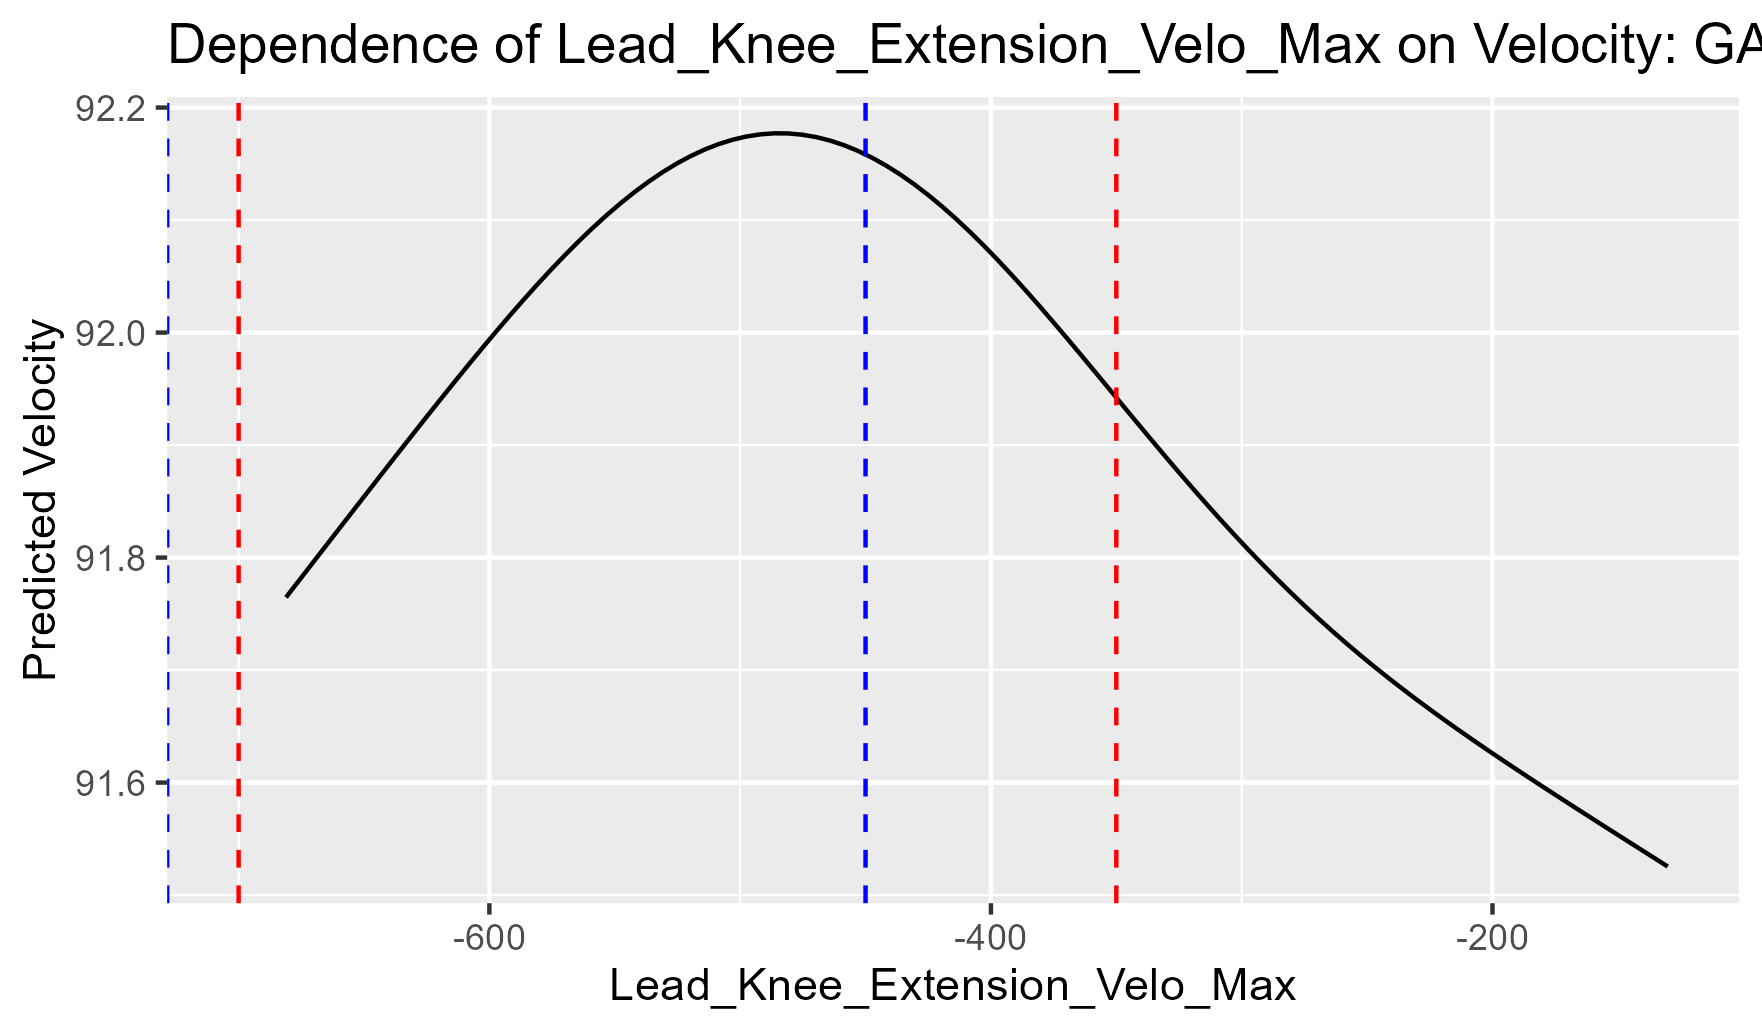 Dependence of Lead_Knee_Extension_Velo_Max on Velocity: GA
92.2
92.0
91.8
91.6
Predicted Velocity
-600
-400
-200
Lead_Knee_Extension_Velo_Max